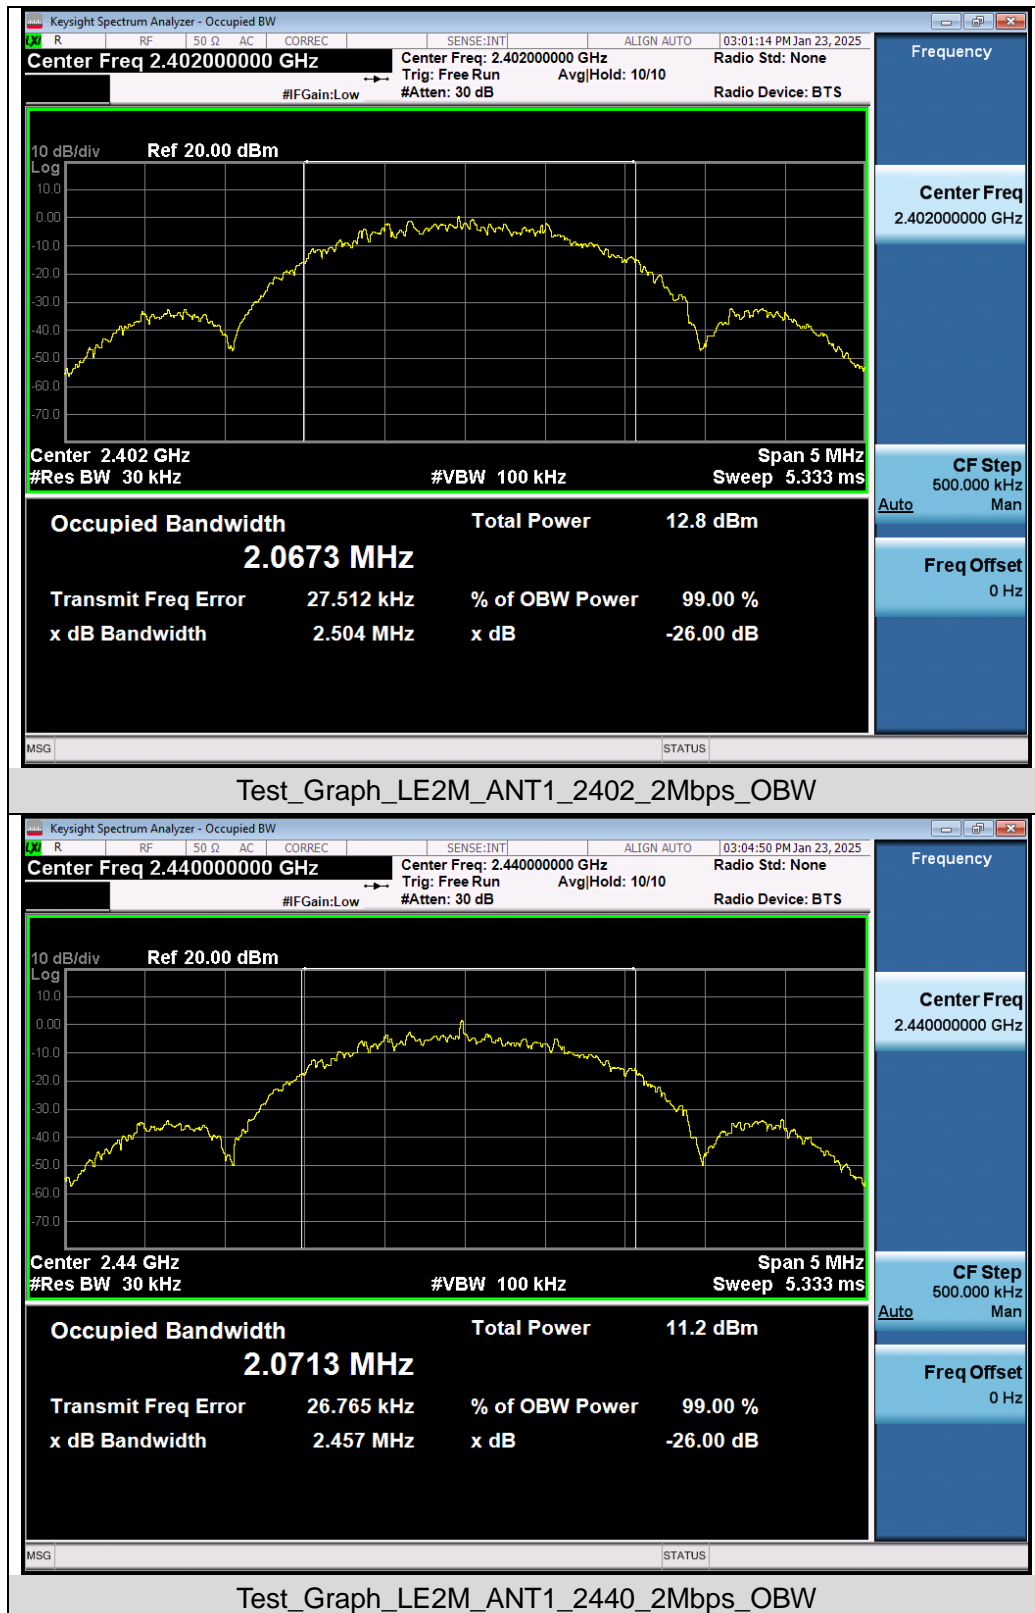 Keysight Spectrum Analyzer - Occupied BW
LXI R RF 50 Ω AC CORREC SENSE:INT ALIGN AUTO 03:01:14 PM Jan 23, 2025
Center Freq 2.402000000 GHz Center Freq: 2.402000000 GHz Radio Std: None
Trig: Free Run Avg|Hold: 10/10
#IFGain:Low #Atten: 30 dB Radio Device: BTS
Frequency
10 dB/div Ref 20.00 dBm
Log
10.0
0.00
-10.0
-20.0
-30.0
-40.0
-50.0
-60.0
-70.0
Center 2.402 GHz Span 5 MHz
#Res BW 30 kHz #VBW 100 kHz Sweep 5.333 ms
Center Freq
2.402000000 GHz
CF Step
500.000 kHz
Auto Man
Freq Offset
0 Hz
Occupied Bandwidth Total Power 12.8 dBm
2.0673 MHz
Transmit Freq Error 27.512 kHz % of OBW Power 99.00 %
x dB Bandwidth 2.504 MHz x dB -26.00 dB
MSG STATUS
Test_Graph_LE2M_ANT1_2402_2Mbps_OBW
Keysight Spectrum Analyzer - Occupied BW
LXI R RF 50 Ω AC CORREC SENSE:INT ALIGN AUTO 03:04:50 PM Jan 23, 2025
Center Freq 2.440000000 GHz Center Freq: 2.440000000 GHz Radio Std: None
Trig: Free Run Avg|Hold: 10/10
#IFGain:Low #Atten: 30 dB Radio Device: BTS
Frequency
10 dB/div Ref 20.00 dBm
Log
10.0
0.00
-10.0
-20.0
-30.0
-40.0
-50.0
-60.0
-70.0
Center 2.44 GHz Span 5 MHz
#Res BW 30 kHz #VBW 100 kHz Sweep 5.333 ms
Center Freq
2.440000000 GHz
CF Step
500.000 kHz
Auto Man
Freq Offset
0 Hz
Occupied Bandwidth Total Power 11.2 dBm
2.0713 MHz
Transmit Freq Error 26.765 kHz % of OBW Power 99.00 %
x dB Bandwidth 2.457 MHz x dB -26.00 dB
MSG STATUS
Test_Graph_LE2M_ANT1_2440_2Mbps_OBW